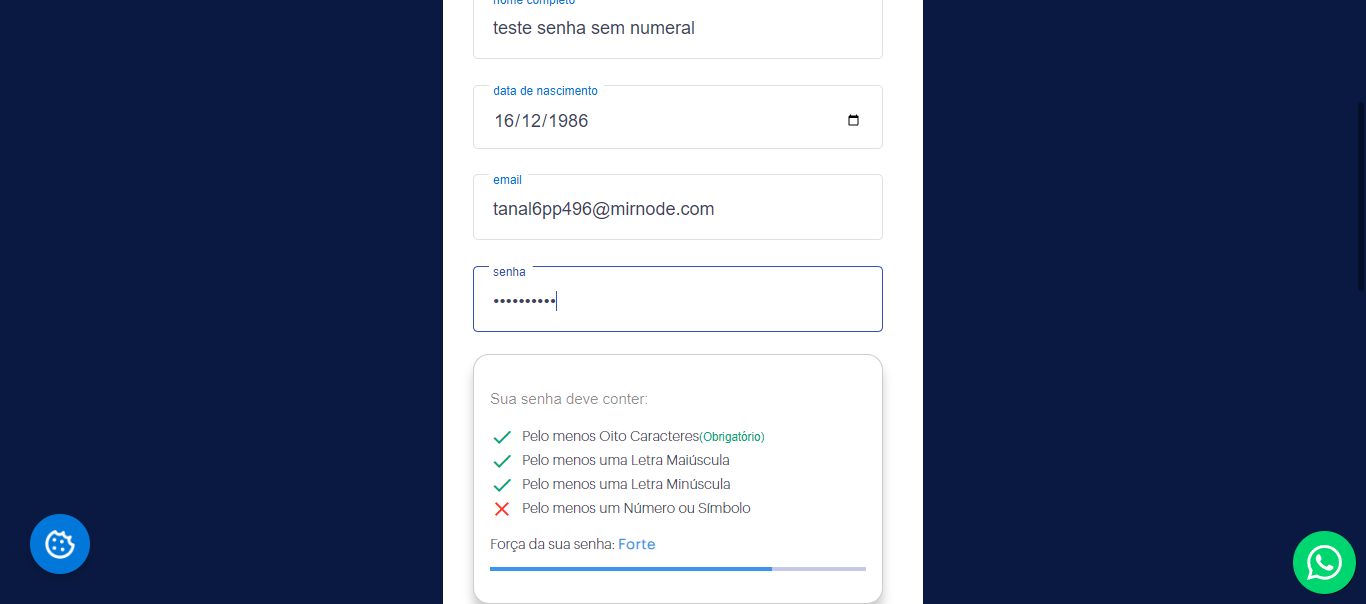 nome completo
teste senha sem numeral
data de nascimento
16/12/1986
email
tanal6pp496@mirnode.com
senha
••••••••••
Sua senha deve conter:
Pelo menos Oito Caracteres(Obrigatório)
Pelo menos uma Letra Maiúscula
Pelo menos uma Letra Minúscula
Pelo menos um Número ou Símbolo
Força da sua senha: Forte